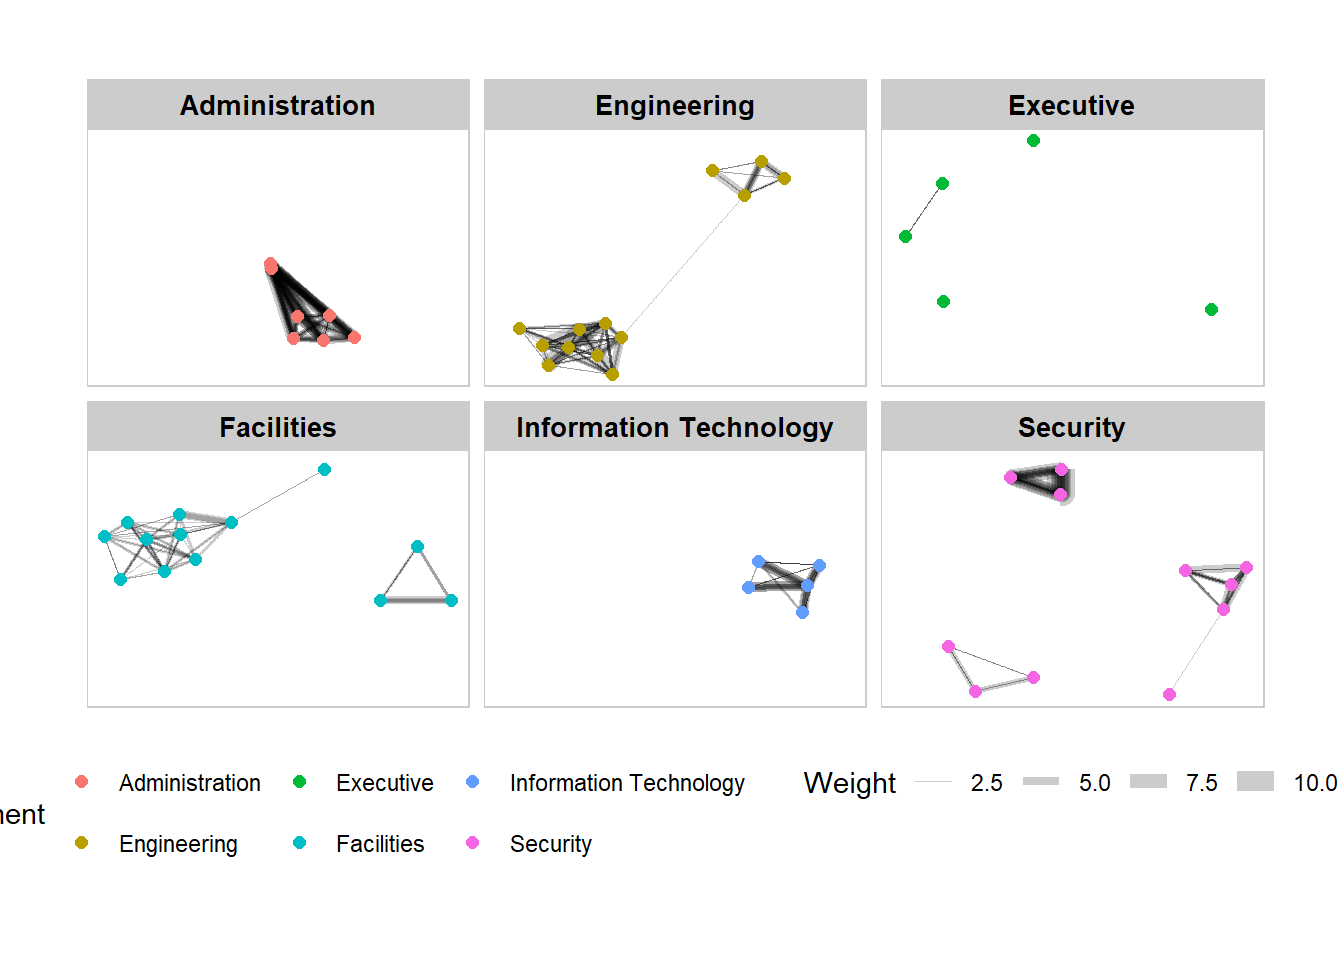 Administration Engineering Executive
Facilities Information Technology Security
Administration Executive Information Technology Weight 2.5 5.0 7.5 10.0
ment
Engineering Facilities Security